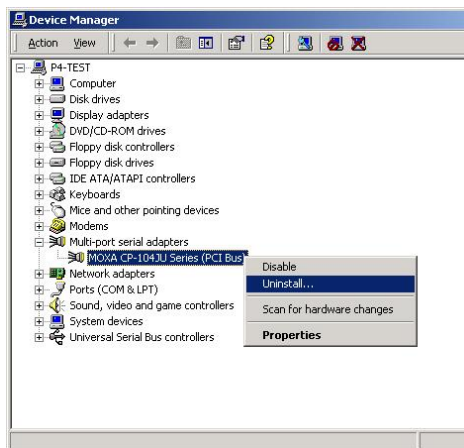 Device Manager
Action View
P4-TEST
Computer
Disk drives
Display adapters
DVD/CD-ROM drives
Floppy disk controllers
Floppy disk drives
IDE ATA/ATAPI controllers
Keyboards
Mice and other pointing devices
Modems
Multi-port serial adapters
MOXA CP-104JU Series (PCI Bus)
Network adapters
Ports (COM & LPT)
Sound, video and game controllers
System devices
Universal Serial Bus controllers
Disable
Uninstall...
Scan for hardware changes
Properties